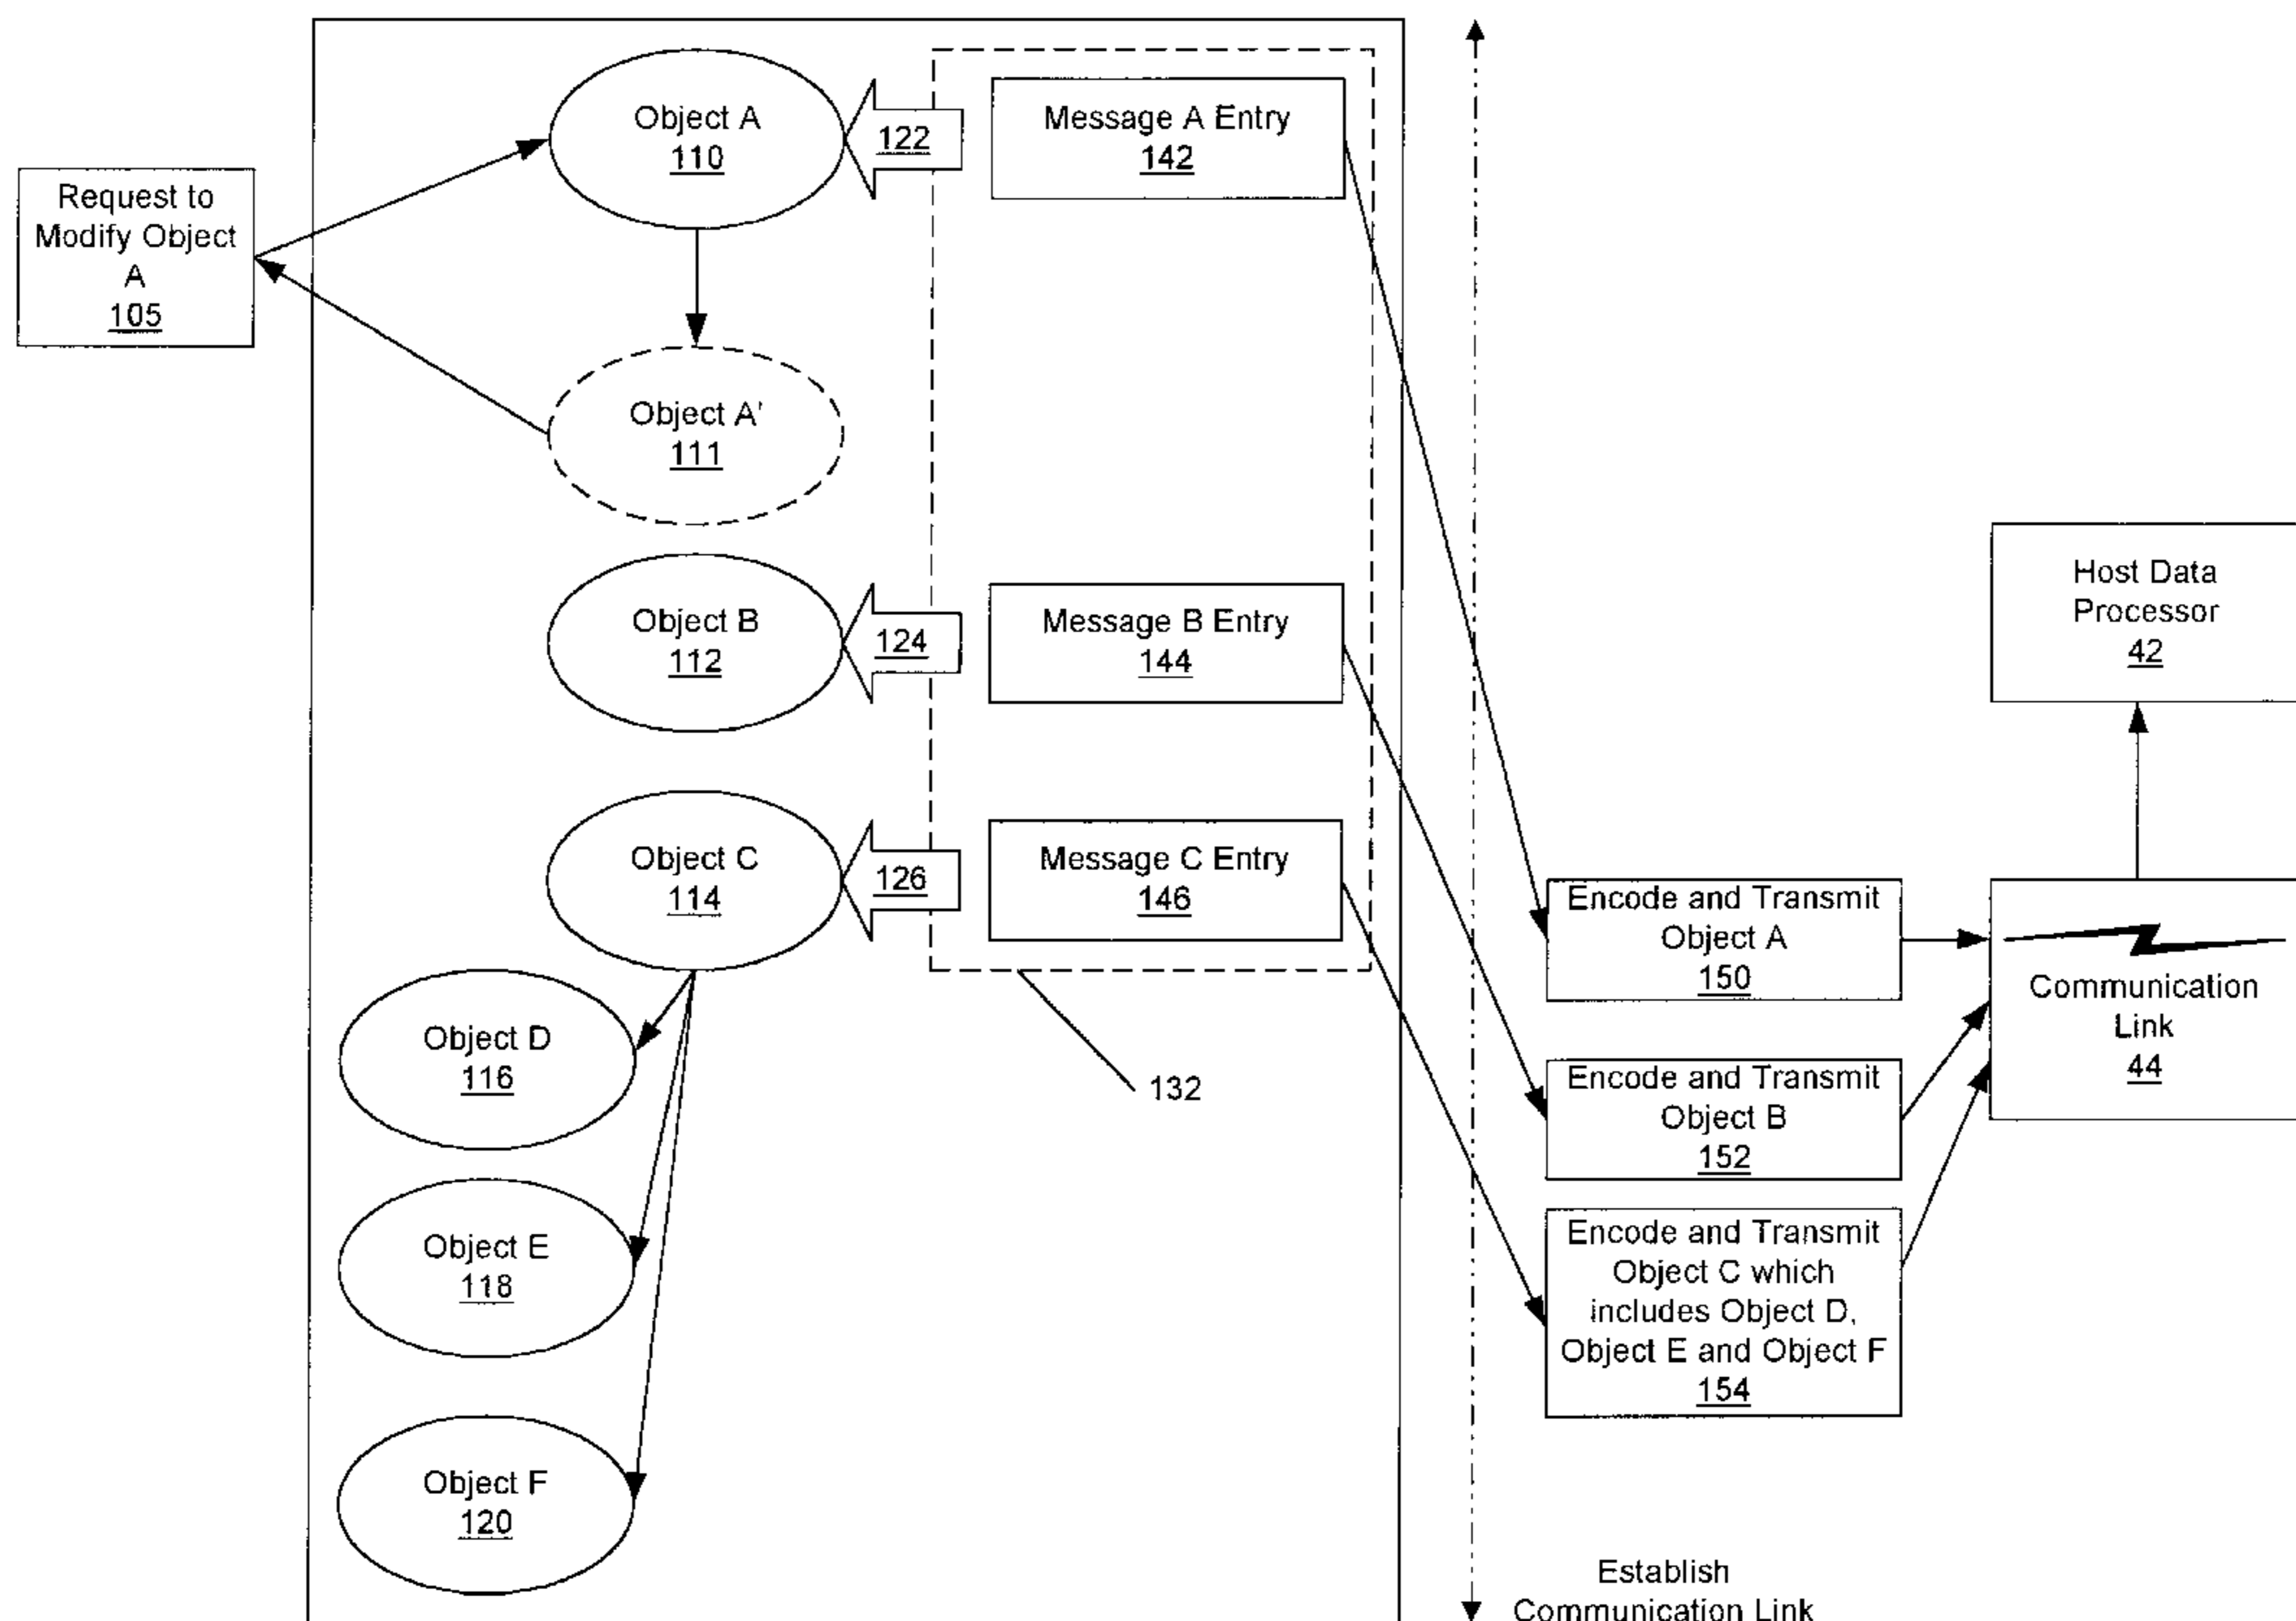 Object A
110
122
Message A Entry
142
Request to
Modify Object
A
105
Object A'
111
Object B
112
124
Message B Entry
144
Host Data
Processor
42
Object C
114
126
Message C Entry
146
Encode and Transmit
Object A
150
Communication
Link
44
Object D
116
132
Encode and Transmit
Object B
152
Object E
118
Encode and Transmit
Object C which
includes Object D,
Object E and Object F
154
Object F
120
Establish
Communication Link